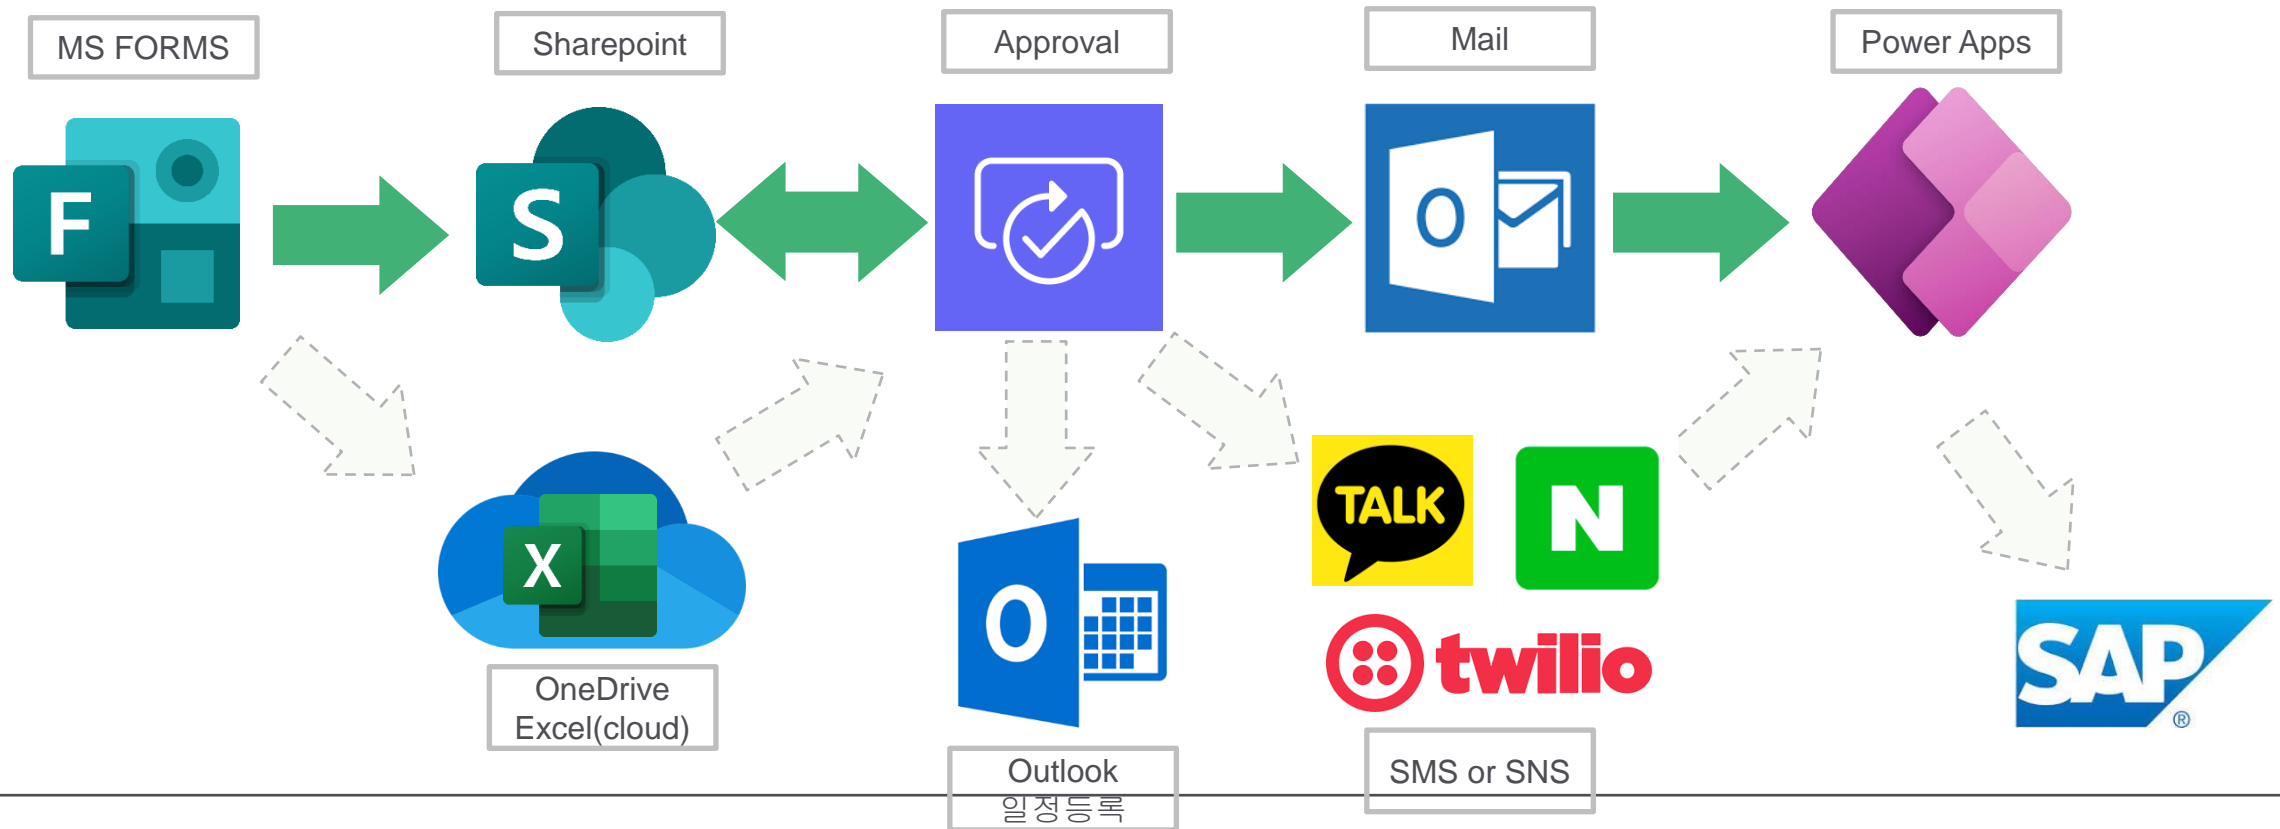 MS FORMS
Sharepoint
Approval
Mail
Power Apps
F
S
O
X
O
TALK
N
twilio
SAP
®
OneDrive
Excel(cloud)
Outlook
일정등록
SMS or SNS